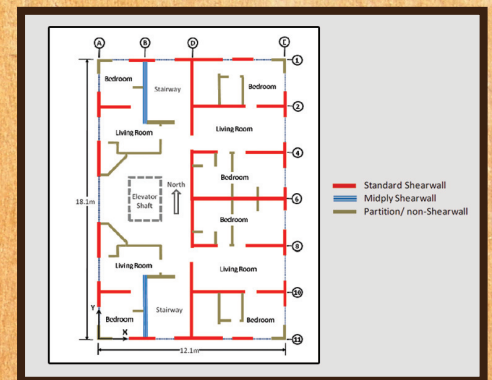 A B D E
1
Bedroom
Stairway
Bedroom
2
Living Room
Living Room
4
Bedroom
North
Elevator
Shaft
6
18.1m
Bedroom
8
Living Room
Living Room
10
Y
Stairway
Bedroom
Bedroom
X
11
12.1m
Standard Shearwall
Midply Shearwall
Partition/ non-Shearwall